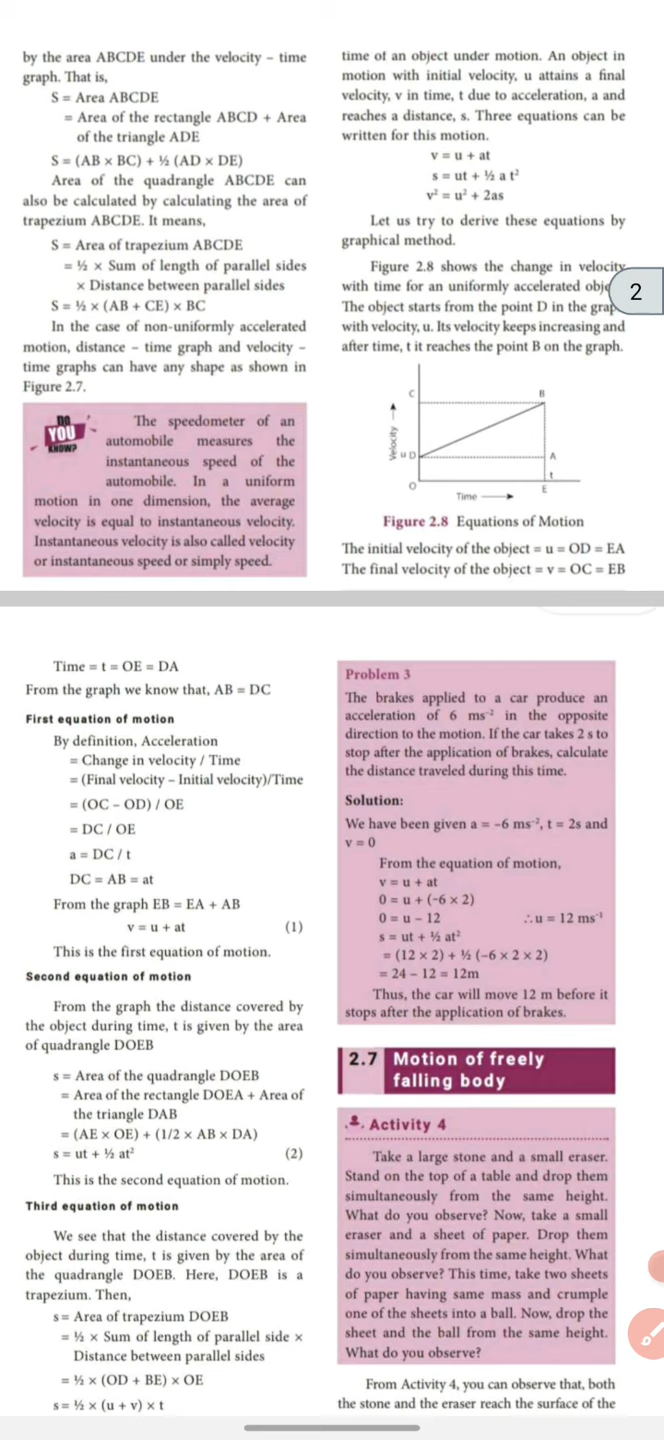 by the area ABCDE under the velocity – time
graph. That is,
S = Area ABCDE
= Area of the rectangle ABCD + Area
of the triangle ADE
S = (AB × BC) + ½ (AD × DE)
Area of the quadrangle ABCDE can
also be calculated by calculating the area of
trapezium ABCDE. It means,
S = Area of trapezium ABCDE
= ½ × Sum of length of parallel sides
× Distance between parallel sides
S = ½ × (AB + CE) × BC
In the case of non-uniformly accelerated
motion, distance – time graph and velocity –
time graphs can have any shape as shown in
Figure 2.7.
DO
YOU
KNOW?
The speedometer of an
automobile measures the
instantaneous speed of the
automobile. In a uniform
motion in one dimension, the average
velocity is equal to instantaneous velocity.
Instantaneous velocity is also called velocity
or instantaneous speed or simply speed.
time of an object under motion. An object in
motion with initial velocity, u attains a final
velocity, v in time, t due to acceleration, a and
reaches a distance, s. Three equations can be
written for this motion.
v = u + at
s = ut + ½ a t²
v² = u² + 2as
Let us try to derive these equations by
graphical method.
Figure 2.8 shows the change in velocity
with time for an uniformly accelerated obje
2
The object starts from the point D in the grap
with velocity, u. Its velocity keeps increasing and
after time, t it reaches the point B on the graph.
C
B
Velocity
u D
A
t
O
E
Time
Figure 2.8 Equations of Motion
The initial velocity of the object = u = OD = EA
The final velocity of the object = v = OC = EB
Time = t = OE = DA
From the graph we know that, AB = DC
First equation of motion
By definition, Acceleration
= Change in velocity / Time
= (Final velocity – Initial velocity)/Time
= (OC – OD) / OE
= DC / OE
a = DC / t
DC = AB = at
From the graph EB = EA + AB
v = u + at (1)
This is the first equation of motion.
Second equation of motion
From the graph the distance covered by
the object during time, t is given by the area
of quadrangle DOEB
s = Area of the quadrangle DOEB
= Area of the rectangle DOEA + Area of
the triangle DAB
= (AE × OE) + (1/2 × AB × DA)
s = ut + ½ at² (2)
This is the second equation of motion.
Third equation of motion
We see that the distance covered by the
object during time, t is given by the area of
the quadrangle DOEB. Here, DOEB is a
trapezium. Then,
s = Area of trapezium DOEB
= ½ × Sum of length of parallel side ×
Distance between parallel sides
= ½ × (OD + BE) × OE
s = ½ × (u + v) × t
Problem 3
The brakes applied to a car produce an
acceleration of 6 ms⁻² in the opposite
direction to the motion. If the car takes 2 s to
stop after the application of brakes, calculate
the distance traveled during this time.
Solution:
We have been given a = –6 ms⁻², t = 2s and
v = 0
From the equation of motion,
v = u + at
0 = u + (–6 × 2)
0 = u – 12 ∴u = 12 ms⁻¹
s = ut + ½ at²
= (12 × 2) + ½ (–6 × 2 × 2)
= 24 – 12 = 12m
Thus, the car will move 12 m before it
stops after the application of brakes.
2.7 Motion of freely
falling body
Activity 4
Take a large stone and a small eraser.
Stand on the top of a table and drop them
simultaneously from the same height.
What do you observe? Now, take a small
eraser and a sheet of paper. Drop them
simultaneously from the same height. What
do you observe? This time, take two sheets
of paper having same mass and crumple
one of the sheets into a ball. Now, drop the
sheet and the ball from the same height.
What do you observe?
From Activity 4, you can observe that, both
the stone and the eraser reach the surface of the